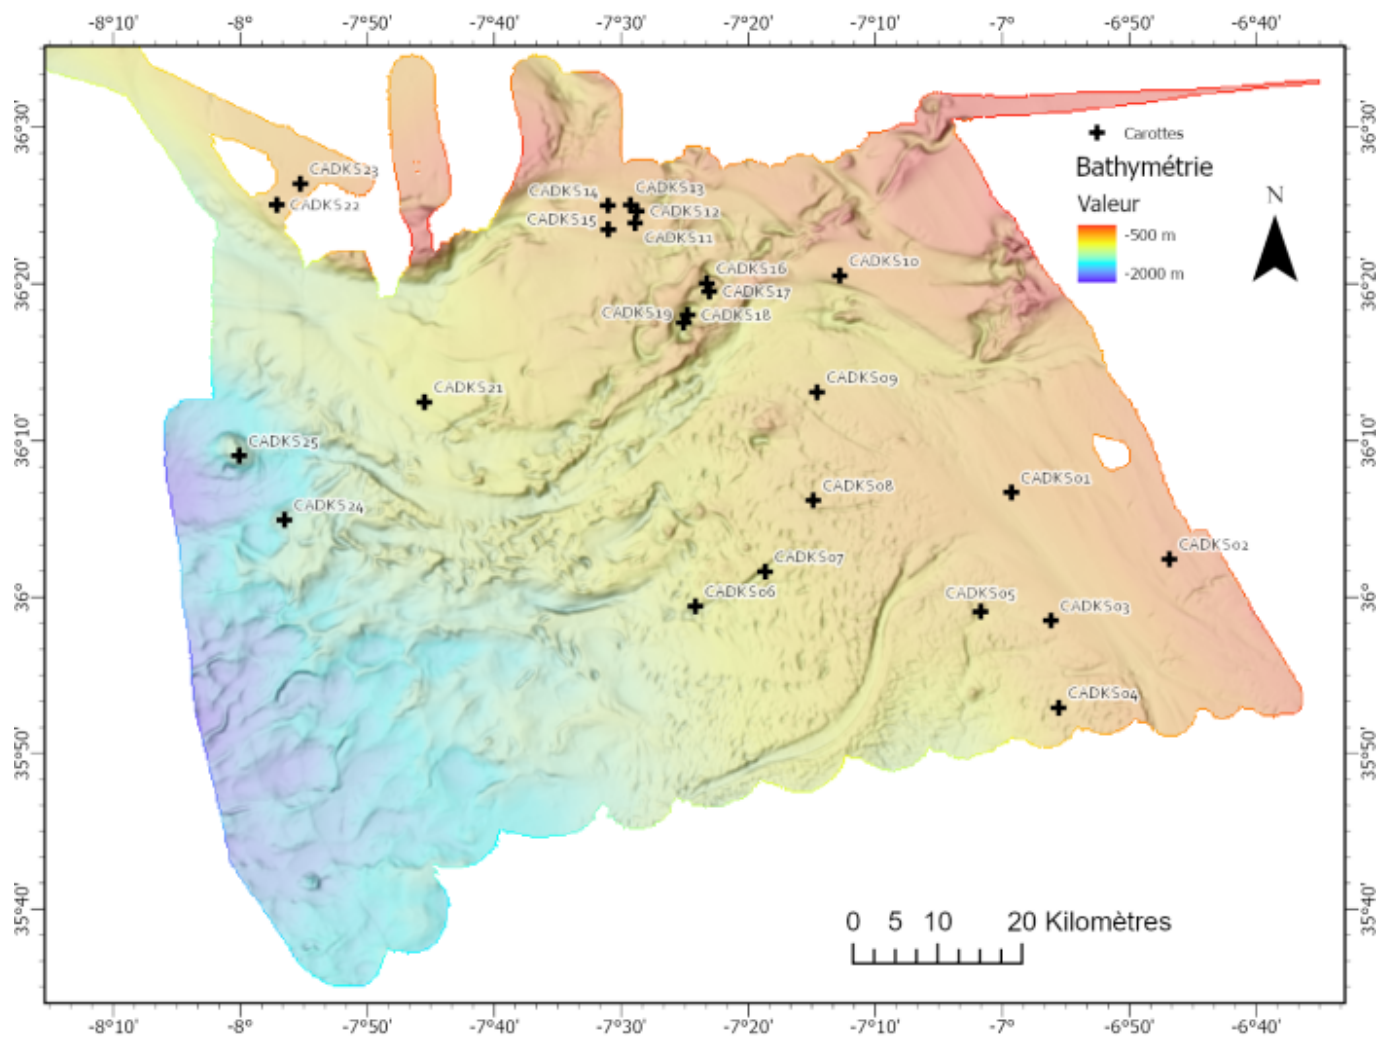 -8°10' -8° -7°50' -7°40' -7°30' -7°20' -7°10' -7° -6°50' -6°40'
36°30' 36°30'
Carottes
Bathymétrie
Valeur
-500 m
-2000 m
N
CADKS23
CADKS22
CADKS14 CADKS13
CADKS15 CADKS12
CADKS11
CADKS16 CADKS10
36°20' 36°20'
CADKS17
CADKS19 CADKS18
CADKS21 CADKS09
36°10' 36°10'
CADKS25
CADKS24 CADKS08 CADKS01
CADKS02
CADKS07
CADKS06 CADKS05 CADKS03
36° 36°
CADKS04
35°50' 35°50'
35°40' 35°40'
0 5 10 20 Kilomètres
-8°10' -8° -7°50' -7°40' -7°30' -7°20' -7°10' -7° -6°50' -6°40'